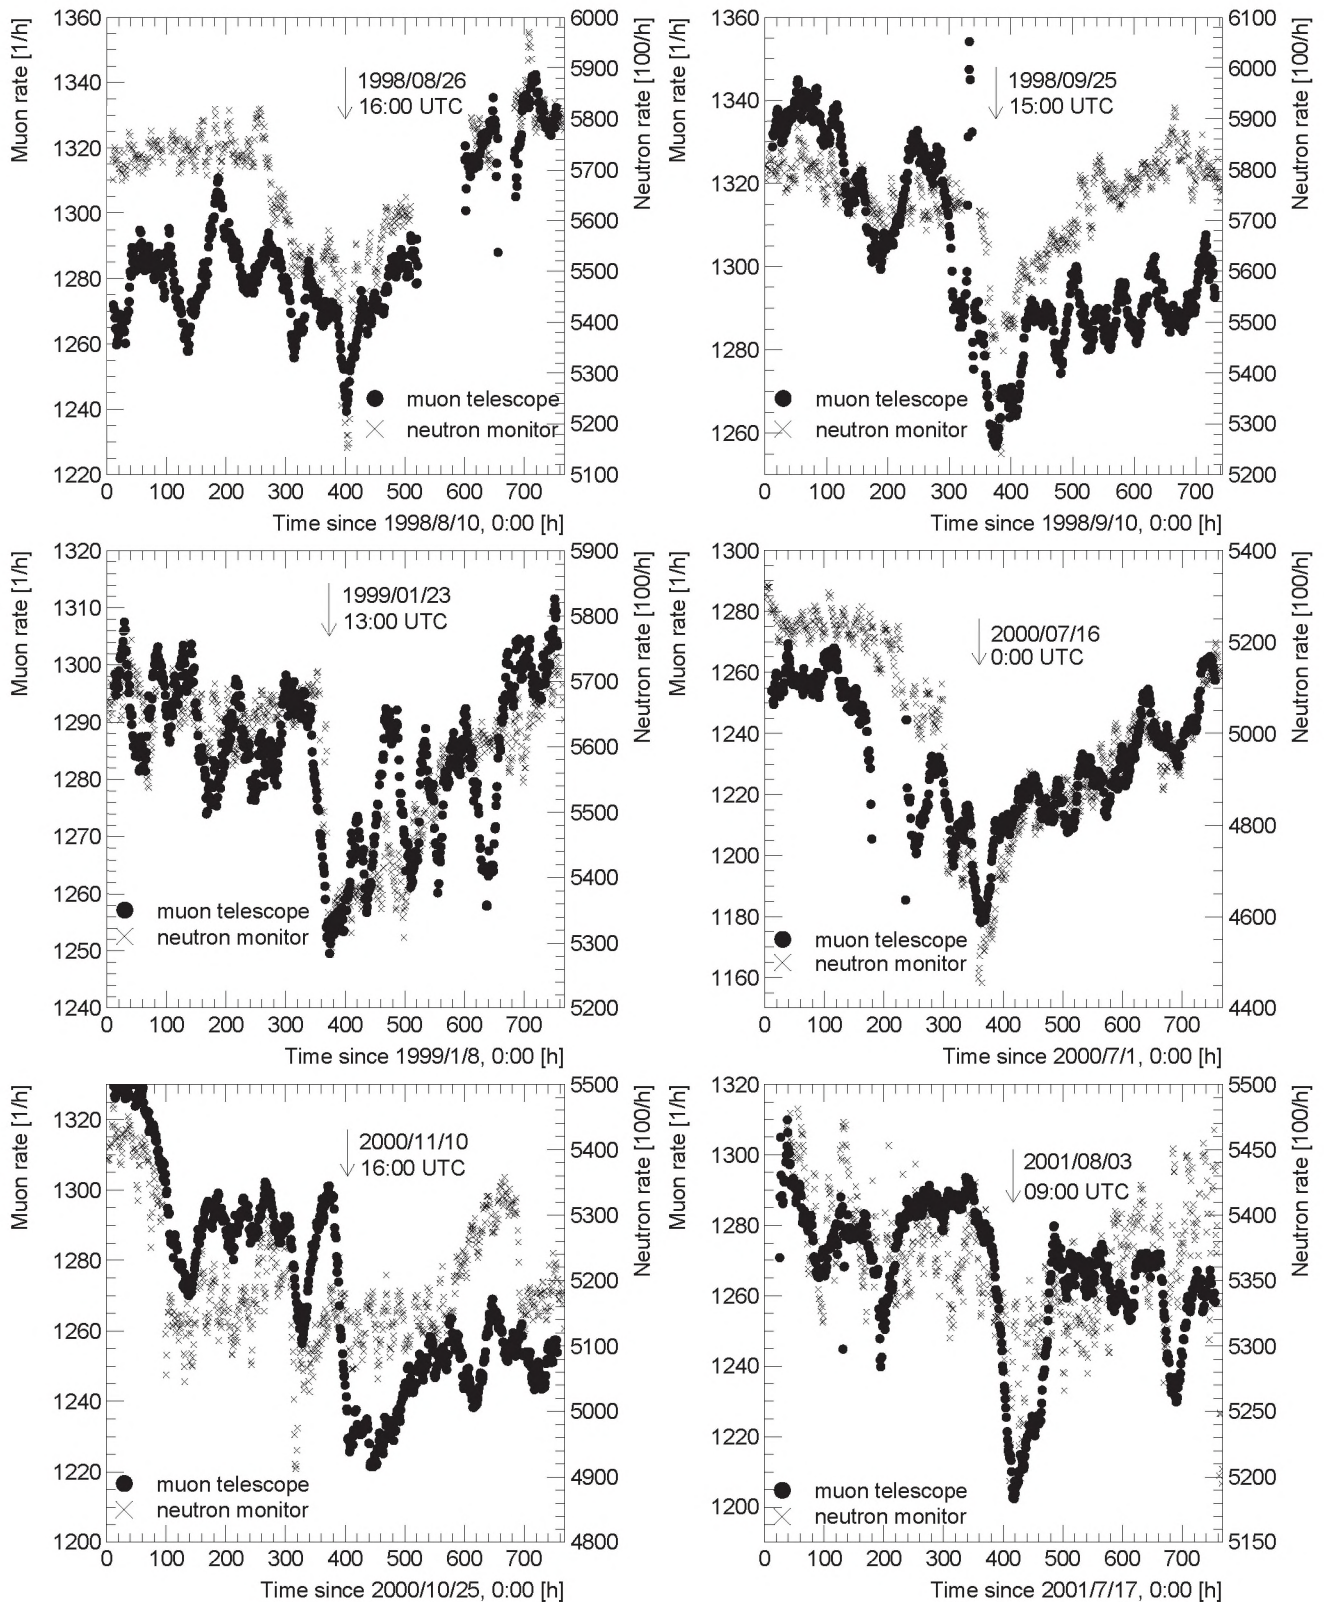 Muon rate [1/h]
1360
1340
1320
1300
1280
1260
1240
1220
6000
5900
5800
5700
5600
5500
5400
5300
5200
5100
Neutron rate [100/h]
1998/08/26
16:00 UTC
muon telescope
neutron monitor
0 100 200 300 400 500 600 700
Time since 1998/8/10, 0:00 [h]
Muon rate [1/h]
1360
1340
1320
1300
1280
1260
6100
6000
5900
5800
5700
5600
5500
5400
5300
5200
Neutron rate [100/h]
1998/09/25
15:00 UTC
muon telescope
neutron monitor
0 100 200 300 400 500 600 700
Time since 1998/9/10, 0:00 [h]
Muon rate [1/h]
1320
1310
1300
1290
1280
1270
1260
1250
1240
5900
5800
5700
5600
5500
5400
5300
5200
Neutron rate [100/h]
1999/01/23
13:00 UTC
muon telescope
neutron monitor
0 100 200 300 400 500 600 700
Time since 1999/1/8, 0:00 [h]
Muon rate [1/h]
1300
1280
1260
1240
1220
1200
1180
1160
5400
5200
5000
4800
4600
4400
Neutron rate [100/h]
2000/07/16
0:00 UTC
muon telescope
neutron monitor
0 100 200 300 400 500 600 700
Time since 2000/7/1, 0:00 [h]
Muon rate [1/h]
1320
1300
1280
1260
1240
1220
1200
5500
5400
5300
5200
5100
5000
4900
4800
Neutron rate [100/h]
2000/11/10
16:00 UTC
muon telescope
neutron monitor
0 100 200 300 400 500 600 700
Time since 2000/10/25, 0:00 [h]
Muon rate [1/h]
1320
1300
1280
1260
1240
1220
1200
5500
5450
5400
5350
5300
5250
5200
5150
Neutron rate [100/h]
2001/08/03
09:00 UTC
muon telescope
neutron monitor
0 100 200 300 400 500 600 700
Time since 2001/7/17, 0:00 [h]